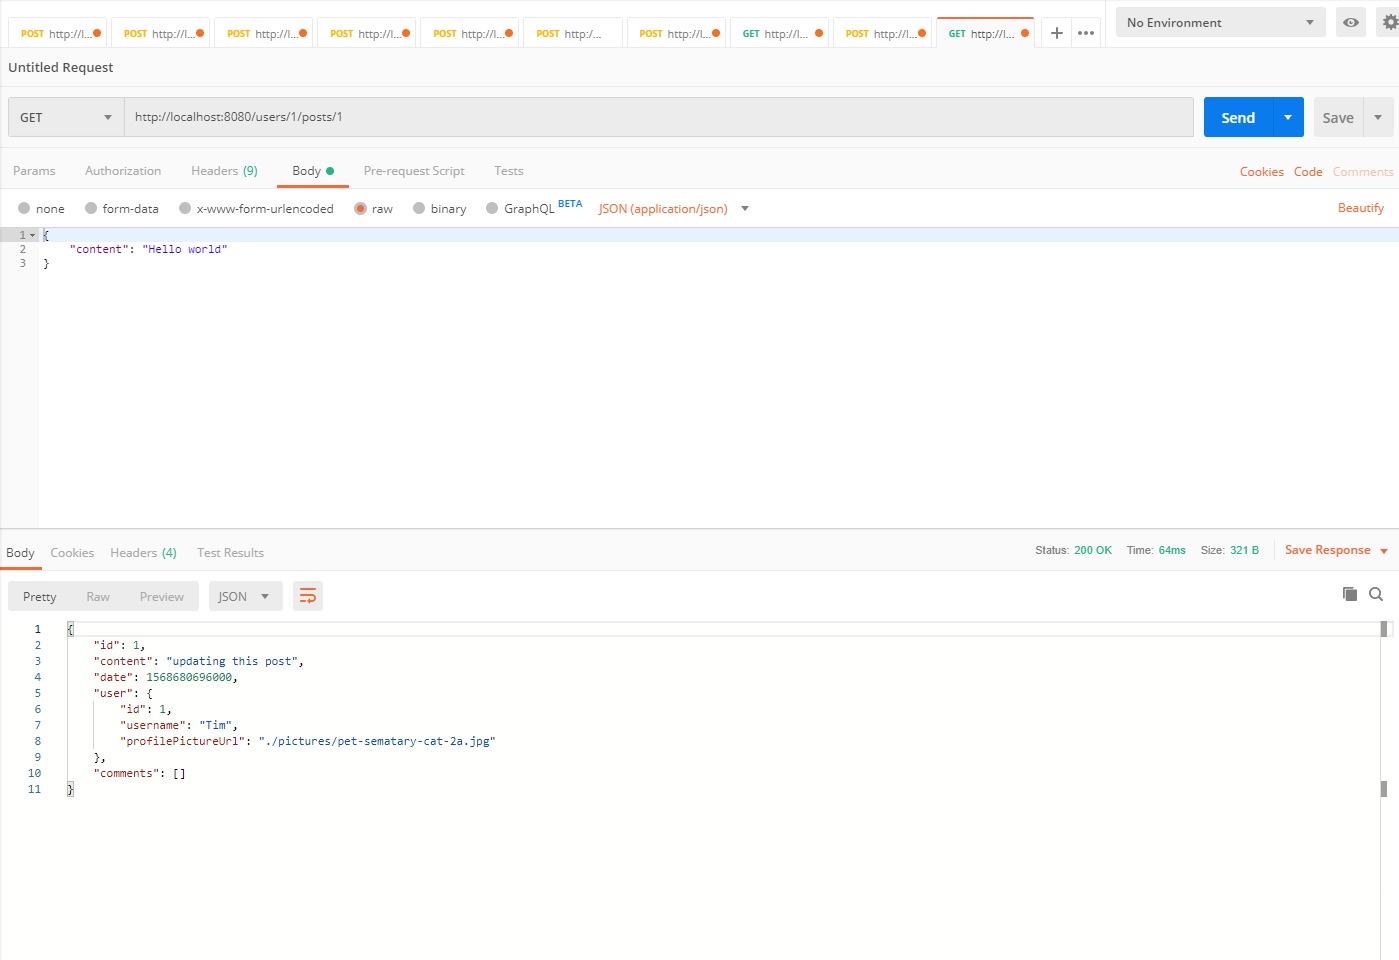 POST http://l... POST http://l... POST http://l... POST http://l... POST http://l... POST http:/... POST http://l... GET http://l... POST http://l... GET http://l... + ••• No Environment
Untitled Request
GET http://localhost:8080/users/1/posts/1 Send Save
Params Authorization Headers (9) Body Pre-request Script Tests Cookies Code Comments
none form-data x-www-form-urlencoded raw binary GraphQL BETA JSON (application/json) Beautify
1 {
2 "content": "Hello world"
3 }
Body Cookies Headers (4) Test Results Status: 200 OK Time: 64ms Size: 321 B Save Response
Pretty Raw Preview JSON
1 {
2 "id": 1,
3 "content": "updating this post",
4 "date": 1568680696000,
5 "user": {
6 "id": 1,
7 "username": "Tim",
8 "profilePictureUrl": "./pictures/pet-sematary-cat-2a.jpg"
9 },
10 "comments": []
11 }